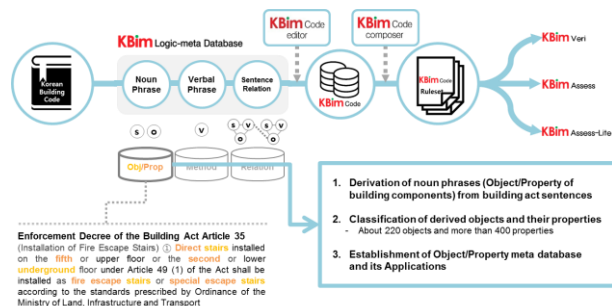 KBim Code
editor
KBim Code
composer
KBim Logic-meta Database
Korean
Building
Code
Noun
Phrase
Verbal
Phrase
Sentence
Relation
KBim Code
KBim Code
Ruleset
KBim Veri
KBim Assess
KBim Assess-Lite
S O
V
S V S V
O O
Obj/Prop
Method
Relation
1. Derivation of noun phrases (Object/Property of
building components) from building act sentences
2. Classification of derived objects and their properties
- About 220 objects and more than 400 properties
3. Establishment of Object/Property meta database
and its Applications
Enforcement Decree of the Building Act Article 35
(Installation of Fire Escape Stairs) ① Direct stairs installed
on the fifth or upper floor or the second or lower
underground floor under Article 49 (1) of the Act shall be
installed as fire escape stairs or special escape stairs
according to the standards prescribed by Ordinance of the
Ministry of Land, Infrastructure and Transport